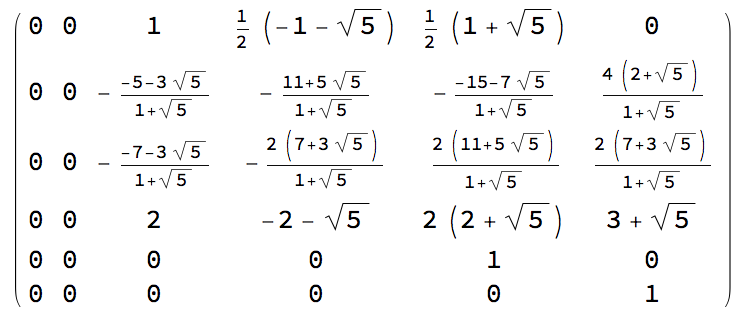 0 0 1 1/2 (-1 - √5) 1/2 (1 + √5) 0
0 0 - (-5-3 √5)/(1+√5) - (11+5 √5)/(1+√5) - (-15-7 √5)/(1+√5) 4 (2+√5)/(1+√5)
0 0 - (-7-3 √5)/(1+√5) - 2 (7+3 √5)/(1+√5) 2 (11+5 √5)/(1+√5) 2 (7+3 √5)/(1+√5)
0 0 2 -2 - √5 2 (2 + √5) 3 + √5
0 0 0 0 1 0
0 0 0 0 0 1